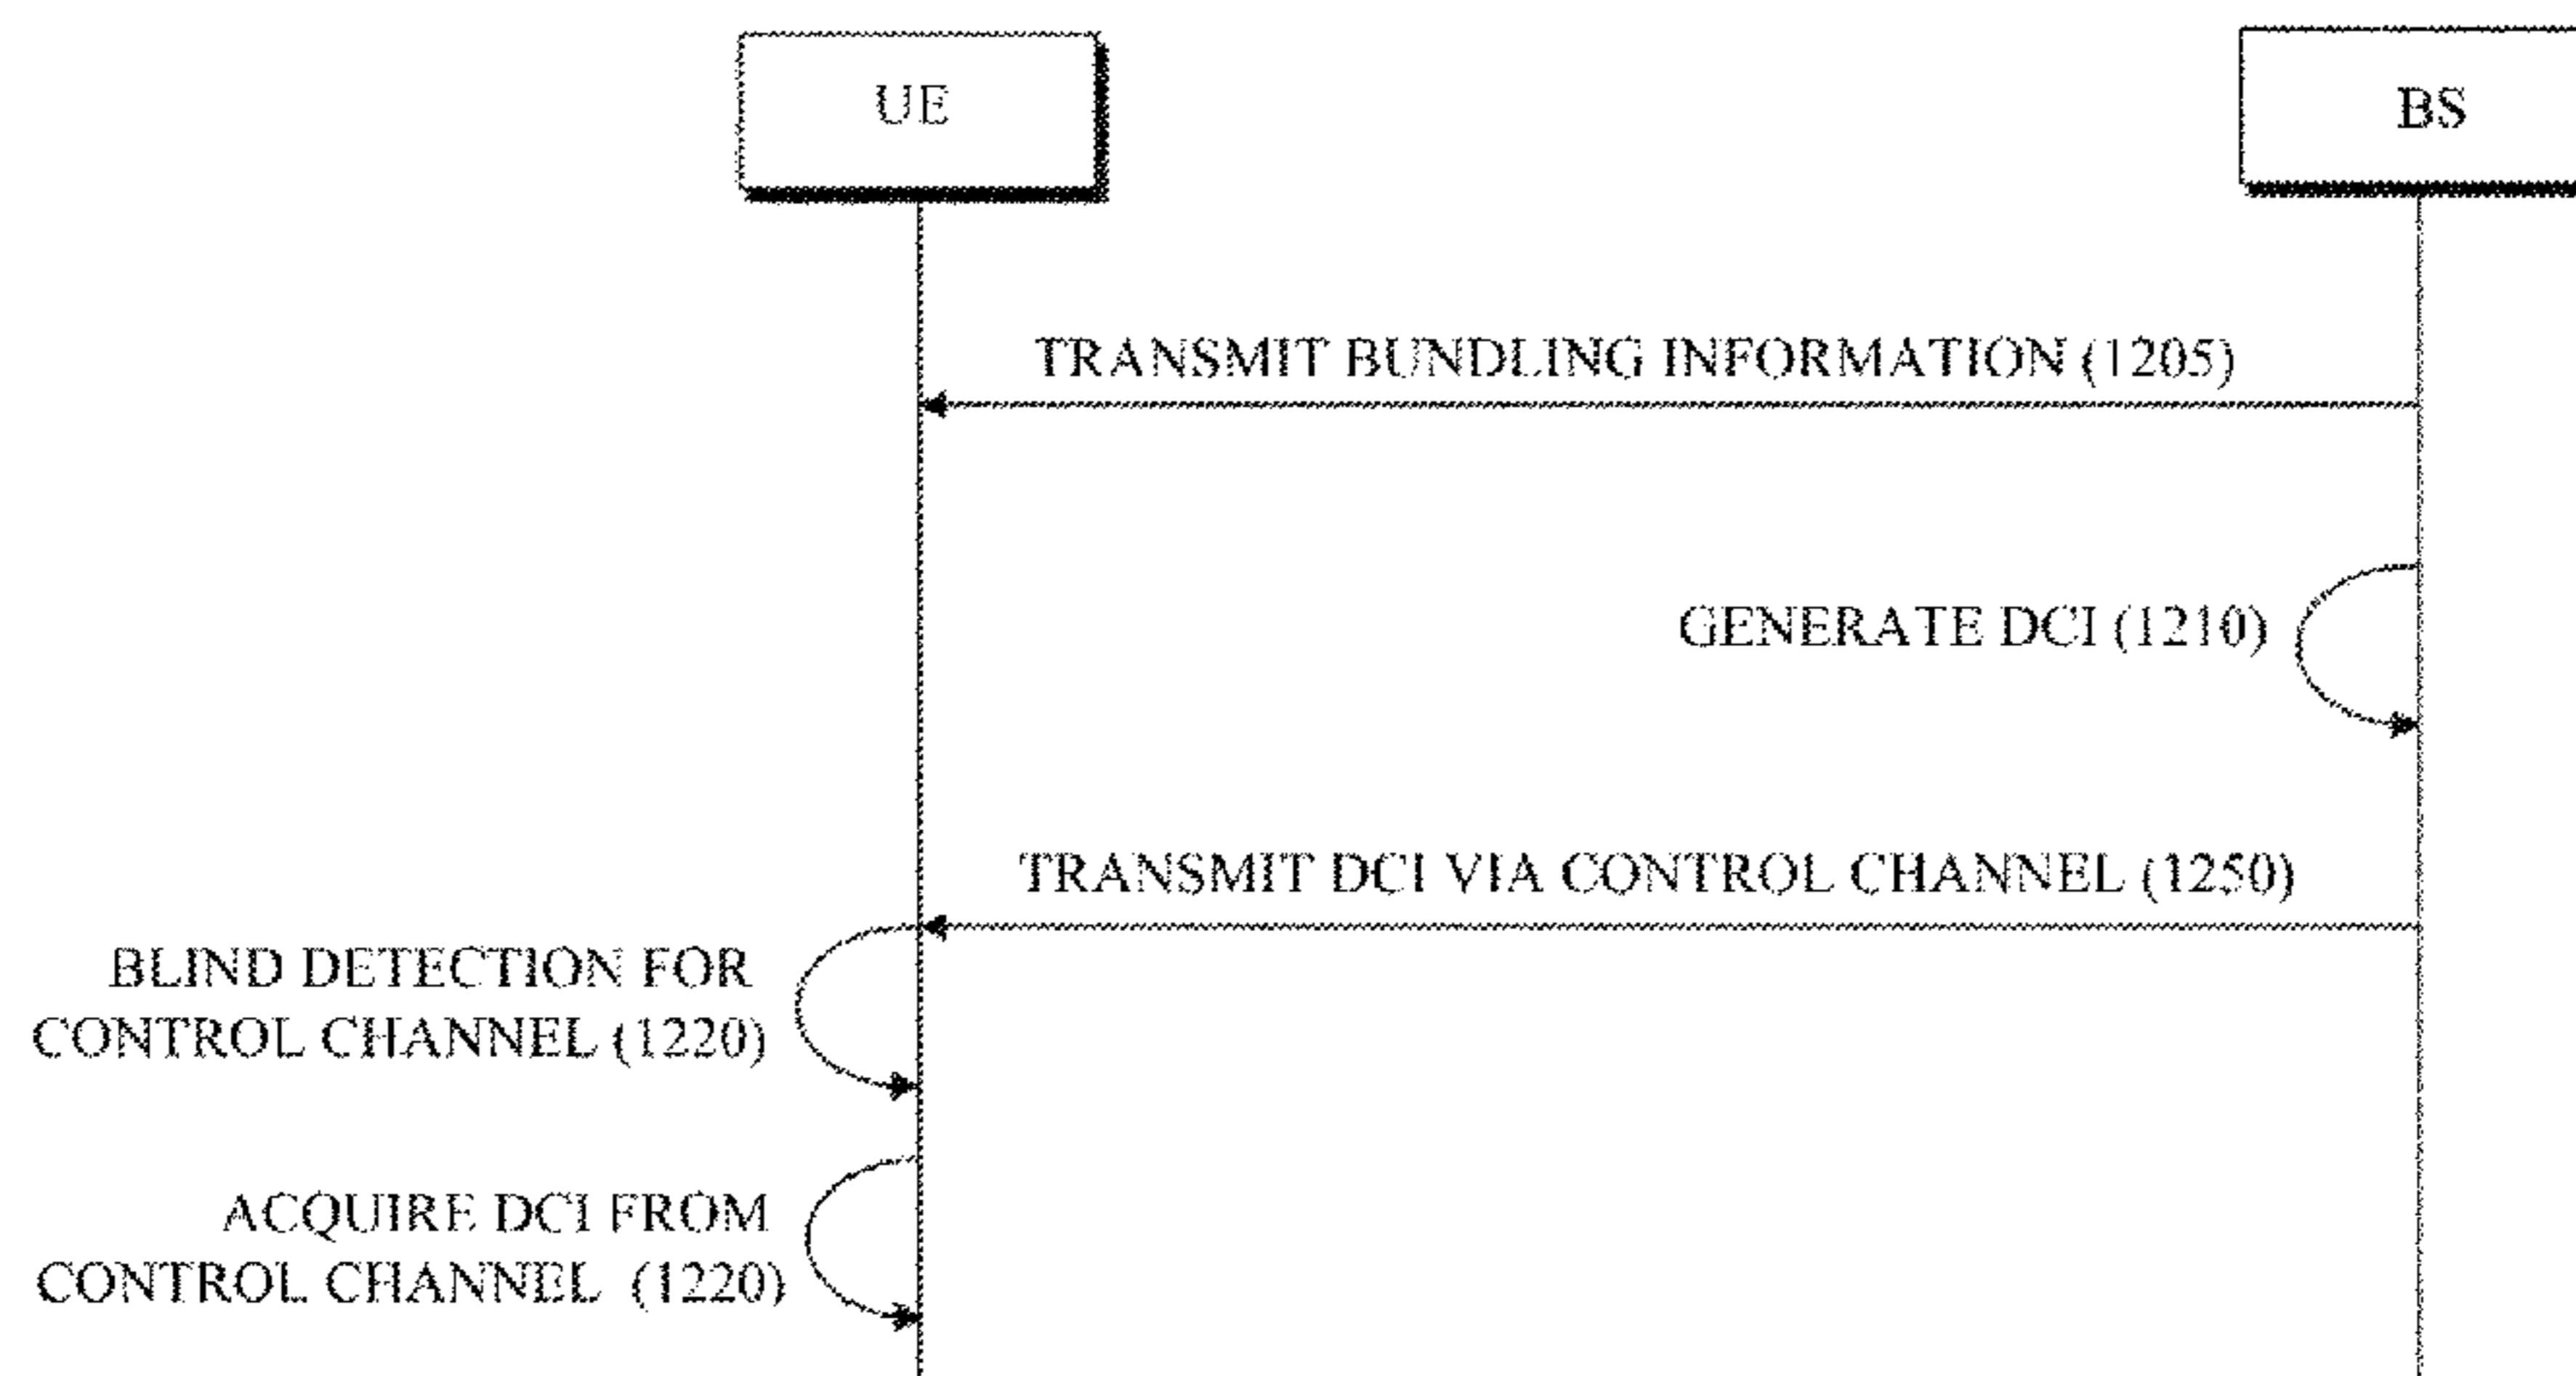 UE
BS
TRANSMIT BUNDLING INFORMATION (1205)
GENERATE DCI (1210)
TRANSMIT DCI VIA CONTROL CHANNEL (1250)
BLIND DETECTION FOR
CONTROL CHANNEL (1220)
ACQUIRE DCI FROM
CONTROL CHANNEL (1220)